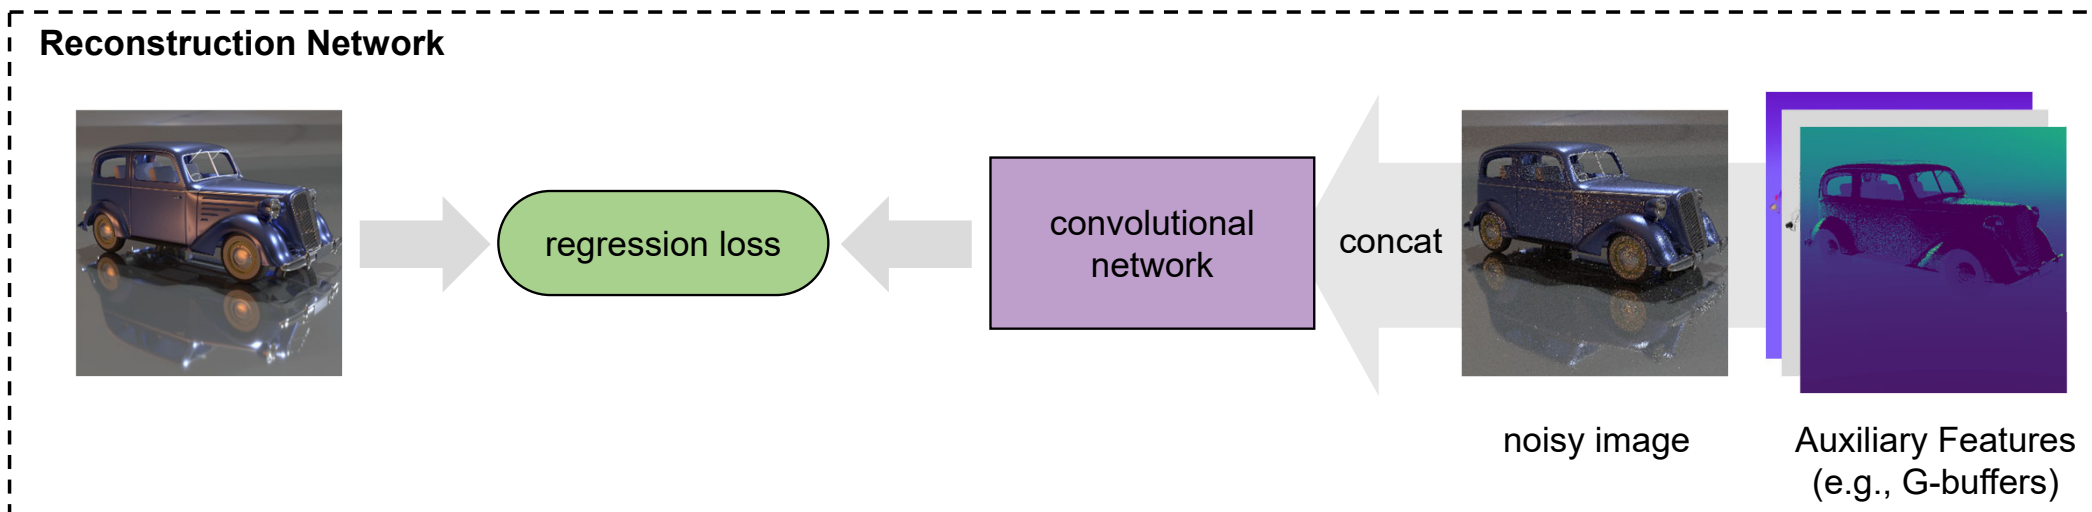 Reconstruction Network
regression loss
convolutional
network
concat
noisy image
Auxiliary Features
(e.g., G-buffers)